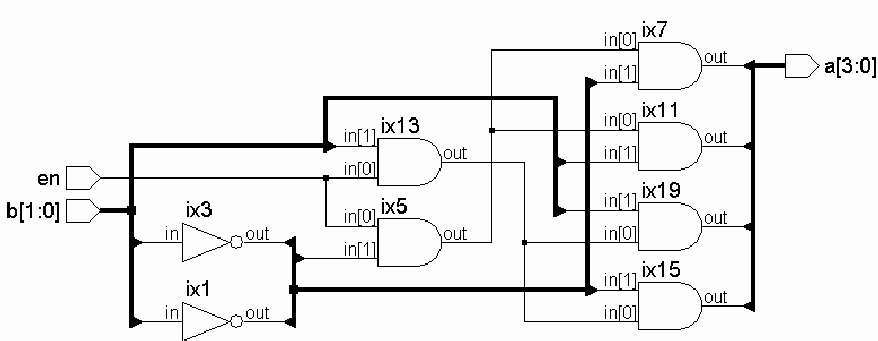 ix7
in[0]
out
in[1]
a[3:0]
ix13
in[1]
in[0]
out
ix11
in[0]
out
in[1]
en
b[1:0]
ix3
in
out
ix5
in[0]
out
in[1]
ix19
in[1]
out
in[0]
ix1
in
out
ix15
in[1]
out
in[0]